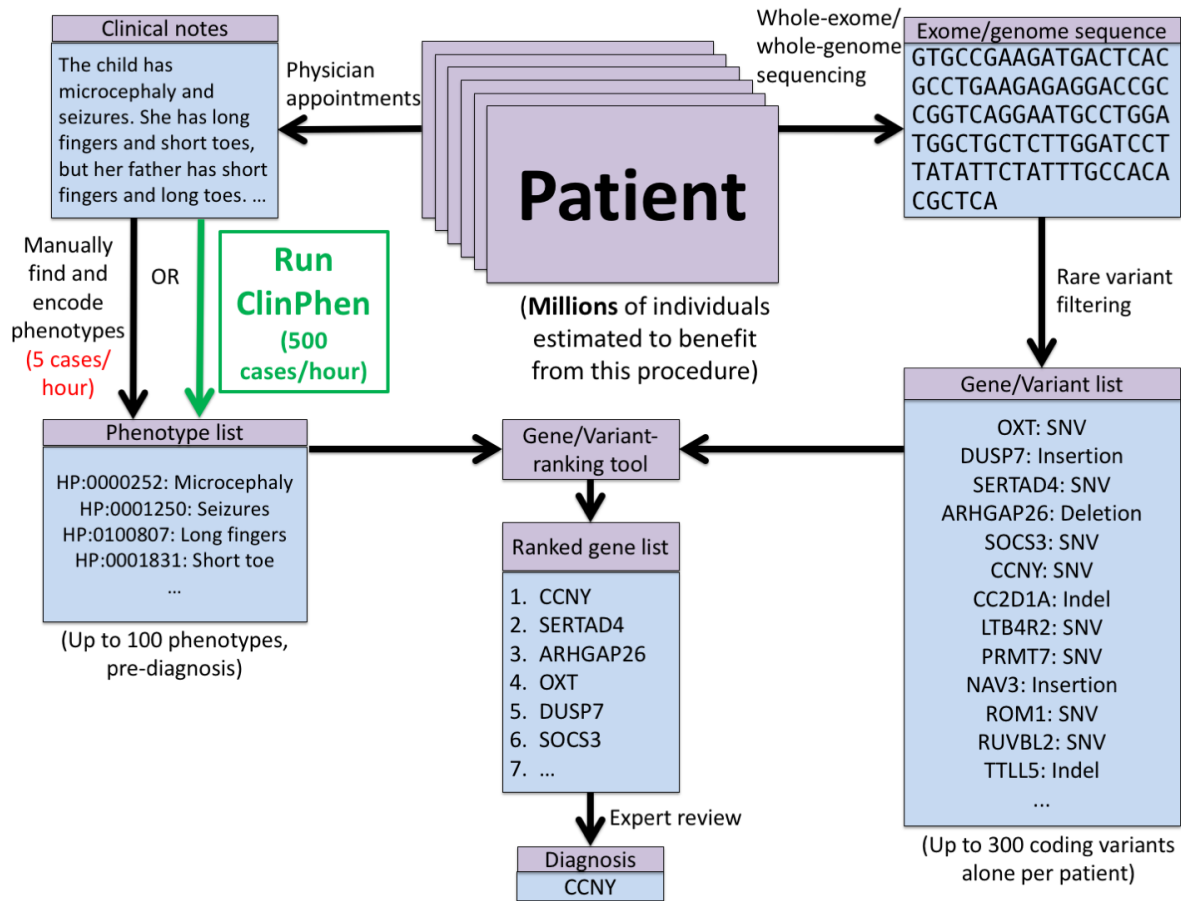 Clinical notes
The child has
microcephaly and
seizures. She has long
fingers and short toes,
but her father has short
fingers and long toes. ...
Physician
appointments
Patient
(Millions of individuals
estimated to benefit
from this procedure)
Whole-exome/
whole-genome
sequencing
Exome/genome sequence
GTGCCGAAGATGACTCAC
GCCTGAAGAGAGGACCGC
CGGTCAGGAATGCCTGGA
TGGCTGCTCTTGGATCCT
TATATTCTATTTGCCACA
CGCTCA
Manually
find and
encode
phenotypes
(5 cases/
hour)
OR
Run
ClinPhen
(500
cases/hour)
Rare variant
filtering
Phenotype list
HP:0000252: Microcephaly
HP:0001250: Seizures
HP:0100807: Long fingers
HP:0001831: Short toe
...
(Up to 100 phenotypes,
pre-diagnosis)
Gene/Variant-
ranking tool
Ranked gene list
1. CCNY
2. SERTAD4
3. ARHGAP26
4. OXT
5. DUSP7
6. SOCS3
7. ...
Expert review
Diagnosis
CCNY
Gene/Variant list
OXT: SNV
DUSP7: Insertion
SERTAD4: SNV
ARHGAP26: Deletion
SOCS3: SNV
CCNY: SNV
CC2D1A: Indel
LTB4R2: SNV
PRMT7: SNV
NAV3: Insertion
ROM1: SNV
RUVBL2: SNV
TTLL5: Indel
...
(Up to 300 coding variants
alone per patient)